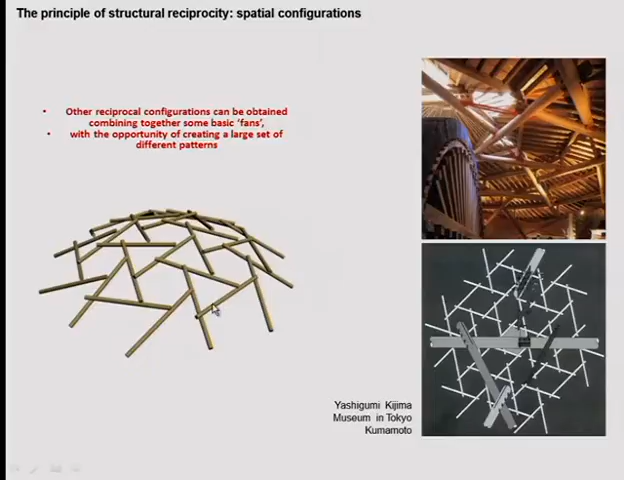 The principle of structural reciprocity: spatial configurations
• Other reciprocal configurations can be obtained
combining together some basic 'fans',
• with the opportunity of creating a large set of
different patterns
Yashigumi Kijima
Museum in Tokyo
Kumamoto